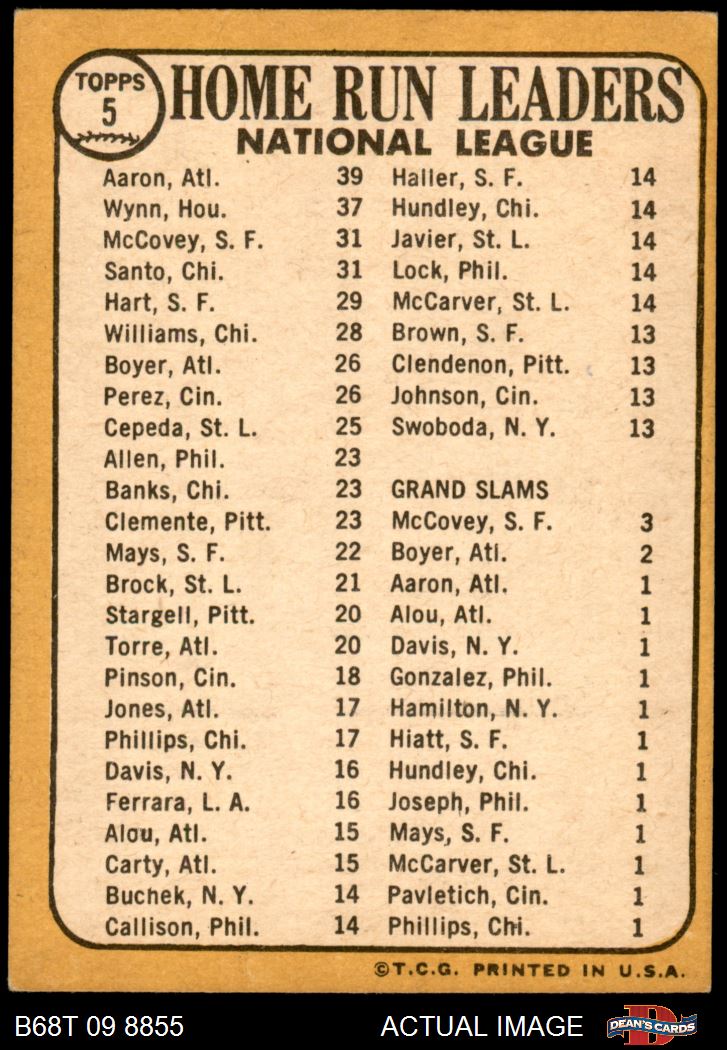 TOPPS
5
HOME RUN LEADERS
NATIONAL LEAGUE
Aaron, Atl. 39
Wynn, Hou. 37
McCovey, S. F. 31
Santo, Chi. 31
Hart, S. F. 29
Williams, Chi. 28
Boyer, Atl. 26
Perez, Cin. 26
Cepeda, St. L. 25
Allen, Phil. 23
Banks, Chi. 23
Clemente, Pitt. 23
Mays, S. F. 22
Brock, St. L. 21
Stargell, Pitt. 20
Torre, Atl. 20
Pinson, Cin. 18
Jones, Atl. 17
Phillips, Chi. 17
Davis, N. Y. 16
Ferrara, L. A. 16
Alou, Atl. 15
Carty, Atl. 15
Buchek, N. Y. 14
Callison, Phil. 14
Haller, S. F. 14
Hundley, Chi. 14
Javier, St. L. 14
Lock, Phil. 14
McCarver, St. L. 14
Brown, S. F. 13
Clendenon, Pitt. 13
Johnson, Cin. 13
Swoboda, N. Y. 13
GRAND SLAMS
McCovey, S. F. 3
Boyer, Atl. 2
Aaron, Atl. 1
Alou, Atl. 1
Davis, N. Y. 1
Gonzalez, Phil. 1
Hamilton, N. Y. 1
Hiatt, S. F. 1
Hundley, Chi. 1
Joseph, Phil. 1
Mays, S. F. 1
McCarver, St. L. 1
Pavletich, Cin. 1
Phillips, Chi. 1
©T.C.G. PRINTED IN U.S.A.
B68T 09 8855 ACTUAL IMAGE
D
DEAN'S CARDS